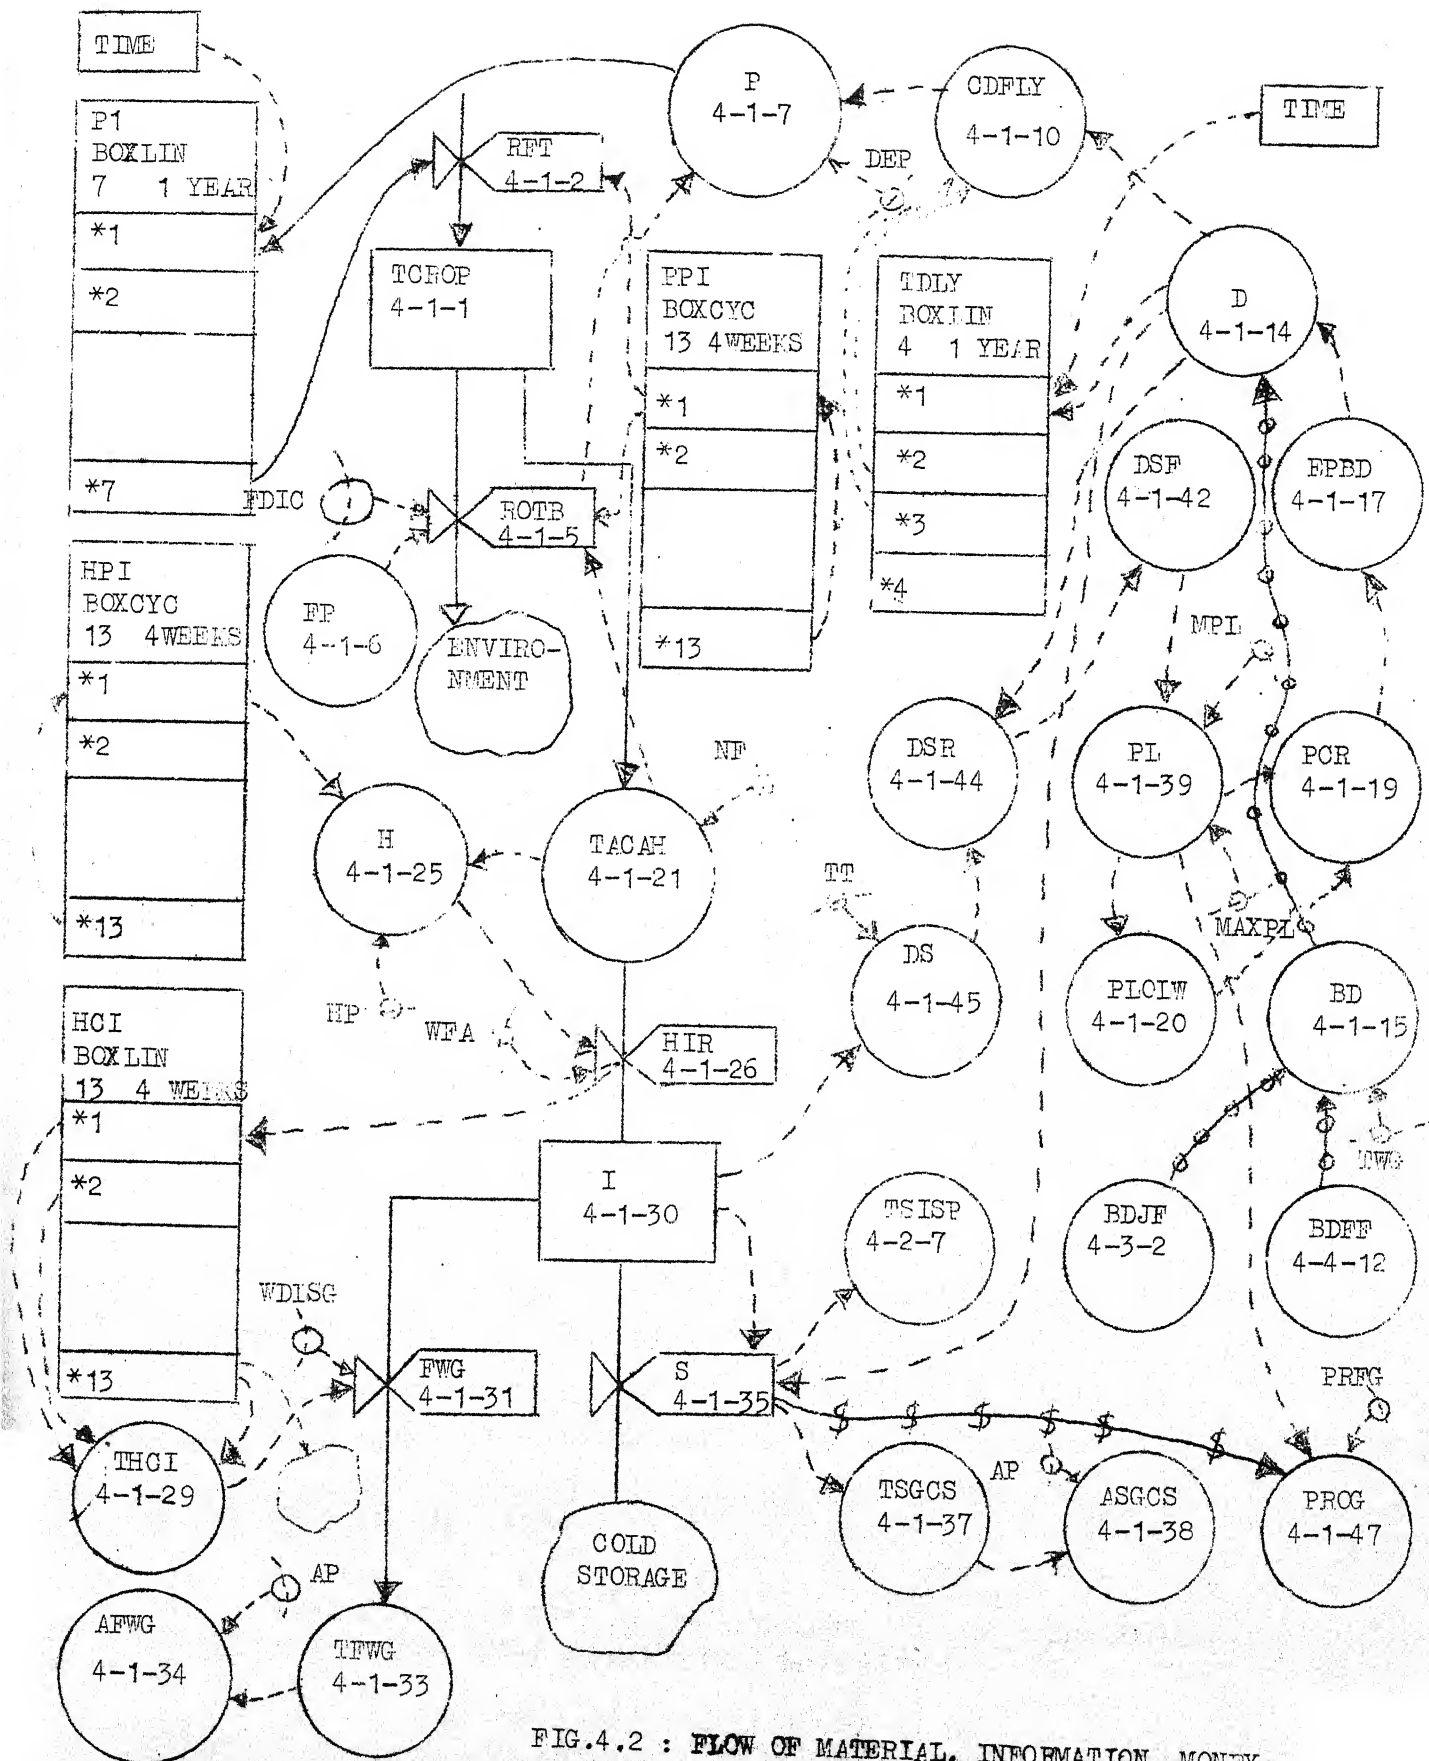 TIME
P1
BOXLIN
7 1 YEAR
*1
*2
*7
RFT
4-1-2
P
4-1-7
CDFLY
4-1-10
TIME
DEP
TCROP
4-1-1
PPI
BOXCYC
13 4WEEKS
*1
*2
*13
TDLY
BOXLIN
4 1 YEAR
*1
*2
*3
*4
D
4-1-14
DSF
4-1-42
EPBD
4-1-17
FDIC
ROTB
4-1-5
HPI
BOXCYC
13 4WEEKS
*1
*2
*13
FP
4-1-6
ENVIRO-
NMENT
MPL
DSR
4-1-44
PL
4-1-39
PCR
4-1-19
NF
H
4-1-25
TACAH
4-1-21
TT
MAXPL
DS
4-1-45
PLOIW
4-1-20
BD
4-1-15
HP
WFA
HIR
4-1-26
HCI
BOXLIN
13 4 WEEKS
*1
*2
*13
TWG
I
4-1-30
TSISP
4-2-7
BDJF
4-3-2
BDFF
4-4-12
WDISG
FWG
4-1-31
S
4-1-35
PRFG
$ $ $ $ $ $
THCI
4-1-29
TSGCS
4-1-37
AP
ASGCS
4-1-38
PROG
4-1-47
COLD
STORAGE
AP
AFWG
4-1-34
TFWG
4-1-33
FIG.4.2 : FLOW OF MATERIAL, INFORMATION, MONEY